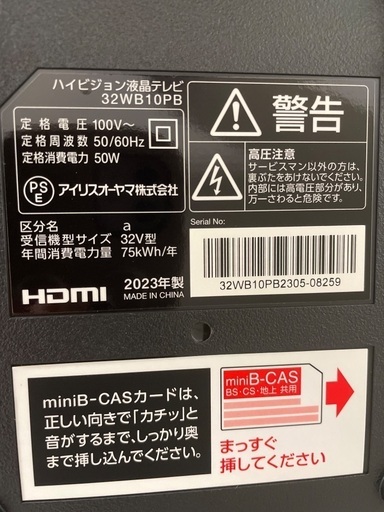 ハイビジョン液晶テレビ
32WB10PB
定格電圧 100V～
定格周波数 50/60Hz
定格消費電力 50W
PS
E
アイリスオーヤマ株式会社
区分名 a
受信機型サイズ 32V型
年間消費電力量 75kWh/年
HDMI
2023年製
MADE IN CHINA
警告
高圧注意
サービスマン以外の方は、
裏ぶたをあけないでください。
内部には高電圧部分があり、
万一さわると危険です。
Serial No:
32WB10PB2305-08259
miniB-CASカードは、
正しい向きで「カチッ」と
音がするまで、しっかり奥
まで挿し込んでください。
miniB-CAS
BS・CS・地上 共用
まっすぐ
挿してください